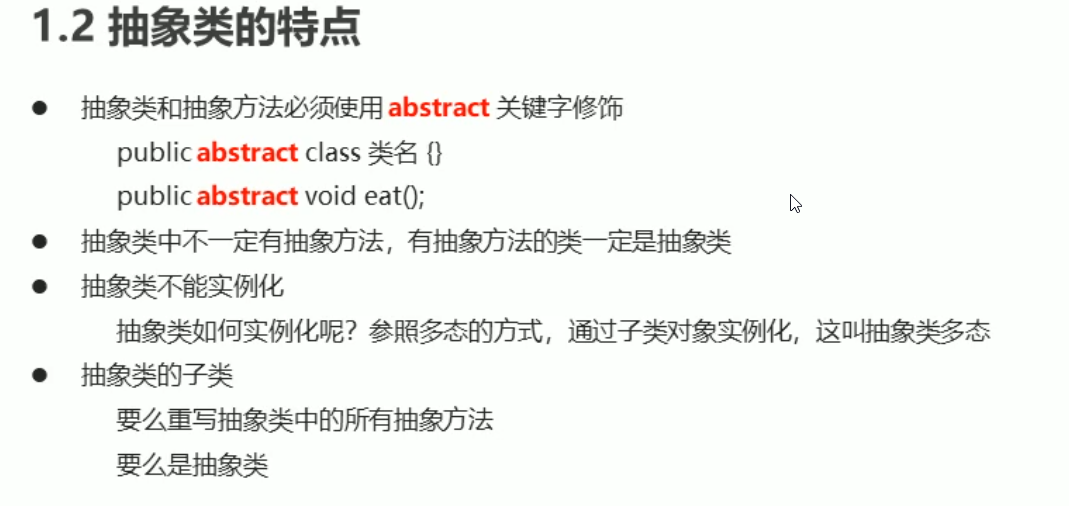 1.2 抽象类的特点
● 抽象类和抽象方法必须使用 abstract 关键字修饰
public abstract class 类名 {}
public abstract void eat();
● 抽象类中不一定有抽象方法，有抽象方法的类一定是抽象类
● 抽象类不能实例化
抽象类如何实例化呢？参照多态的方式，通过子类对象实例化，这叫抽象类多态
● 抽象类的子类
要么重写抽象类中的所有抽象方法
要么是抽象类